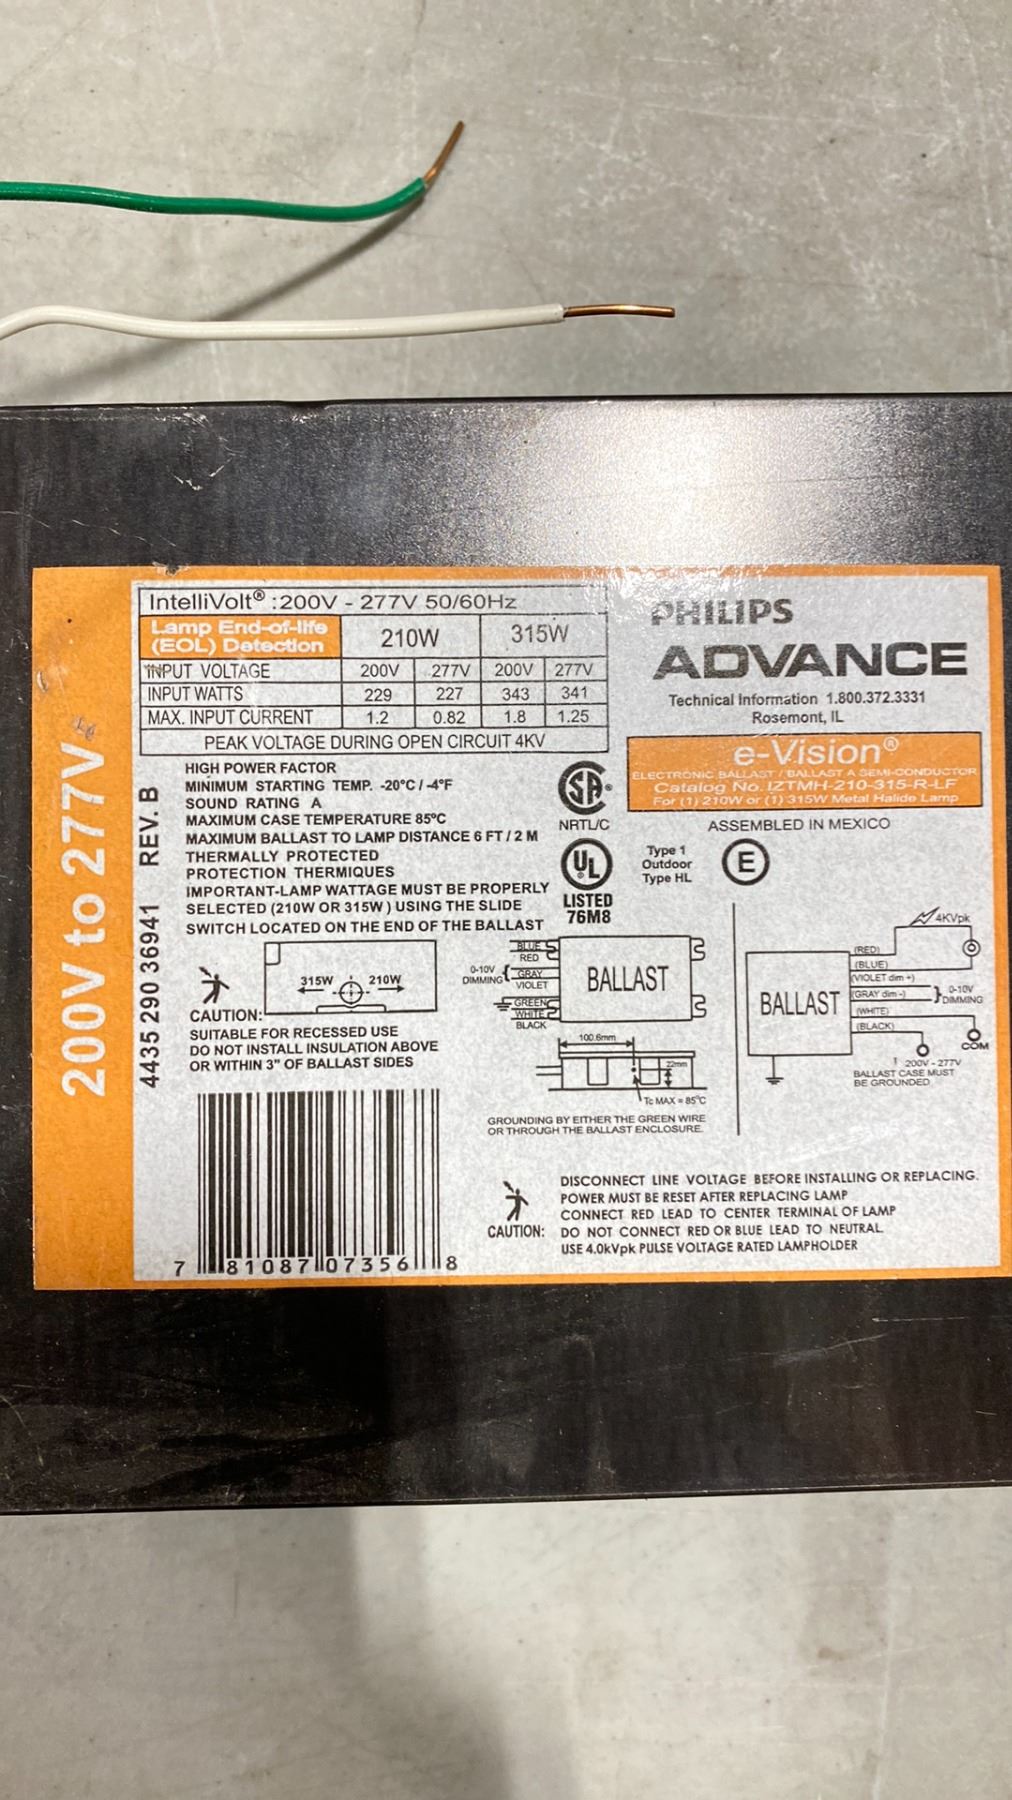 IntelliVolt® :200V - 277V 50/60Hz
Lamp End-of-life
(EOL) Detection
210W
315W
INPUT VOLTAGE 200V 277V 200V 277V
INPUT WATTS 229 227 343 341
MAX. INPUT CURRENT 1.2 0.82 1.8 1.25
PEAK VOLTAGE DURING OPEN CIRCUIT 4KV
HIGH POWER FACTOR
MINIMUM STARTING TEMP. -20°C / -4°F
SOUND RATING A
MAXIMUM CASE TEMPERATURE 85°C
MAXIMUM BALLAST TO LAMP DISTANCE 6 FT / 2 M
THERMALLY PROTECTED
PROTECTION THERMIQUES
IMPORTANT-LAMP WATTAGE MUST BE PROPERLY
SELECTED (210W OR 315W ) USING THE SLIDE
SWITCH LOCATED ON THE END OF THE BALLAST
315W 210W
CAUTION:
SUITABLE FOR RECESSED USE
DO NOT INSTALL INSULATION ABOVE
OR WITHIN 3" OF BALLAST SIDES
7 81087 07356 8
200V to 277V
4435 290 36941 REV. B
PHILIPS
ADVANCE
Technical Information 1.800.372.3331
Rosemont, IL
e-Vision®
ELECTRONIC BALLAST / BALLAST A SEMI-CONDUCTOR
Catalog No. IZTMH-210-315-R-LF
For (1) 210W or (1) 315W Metal Halide Lamp
ASSEMBLED IN MEXICO
SA®
NRTL/C
UL
®
LISTED
76M8
Type 1
Outdoor
Type HL
E
BLUE
RED
0-10V
DIMMING
GRAY
VIOLET
GREEN
WHITE
BLACK
BALLAST
100.6mm
22mm
Tc MAX = 85°C
GROUNDING BY EITHER THE GREEN WIRE
OR THROUGH THE BALLAST ENCLOSURE.
BALLAST
4KVpk
(RED)
(BLUE)
(VIOLET dim +)
(GRAY dim -)
0-10V
DIMMING
(WHITE)
(BLACK)
COM
200V - 277V
BALLAST CASE MUST
BE GROUNDED
CAUTION:
DISCONNECT LINE VOLTAGE BEFORE INSTALLING OR REPLACING.
POWER MUST BE RESET AFTER REPLACING LAMP
CONNECT RED LEAD TO CENTER TERMINAL OF LAMP
DO NOT CONNECT RED OR BLUE LEAD TO NEUTRAL.
USE 4.0kVpk PULSE VOLTAGE RATED LAMPHOLDER